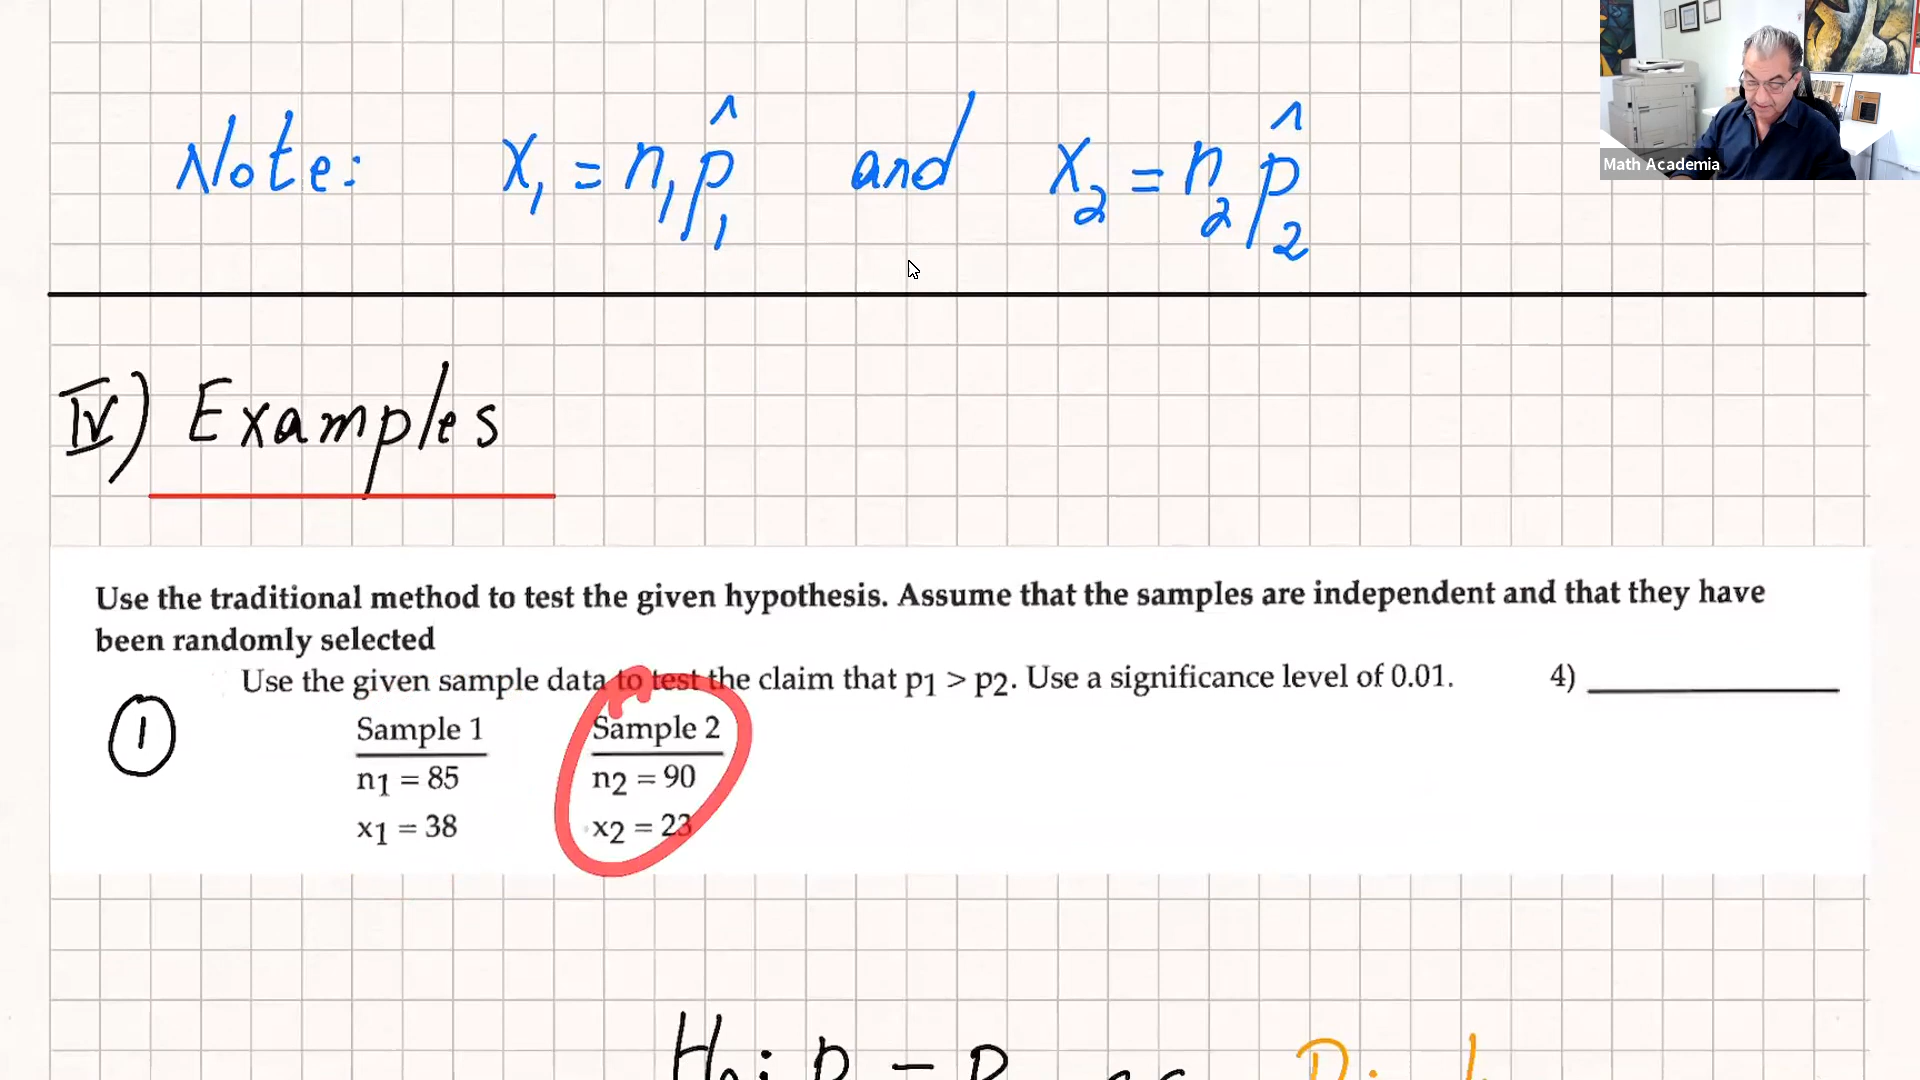 Note: x₁ = n₁p̂₁ and x₂ = n₂p̂₂
Math Academia
IV) Examples
Use the traditional method to test the given hypothesis. Assume that the samples are independent and that they have
been randomly selected
Use the given sample data to test the claim that p₁ > p₂. Use a significance level of 0.01. 4)
①
Sample 1 Sample 2
n₁ = 85 n₂ = 90
x₁ = 38 x₂ = 23